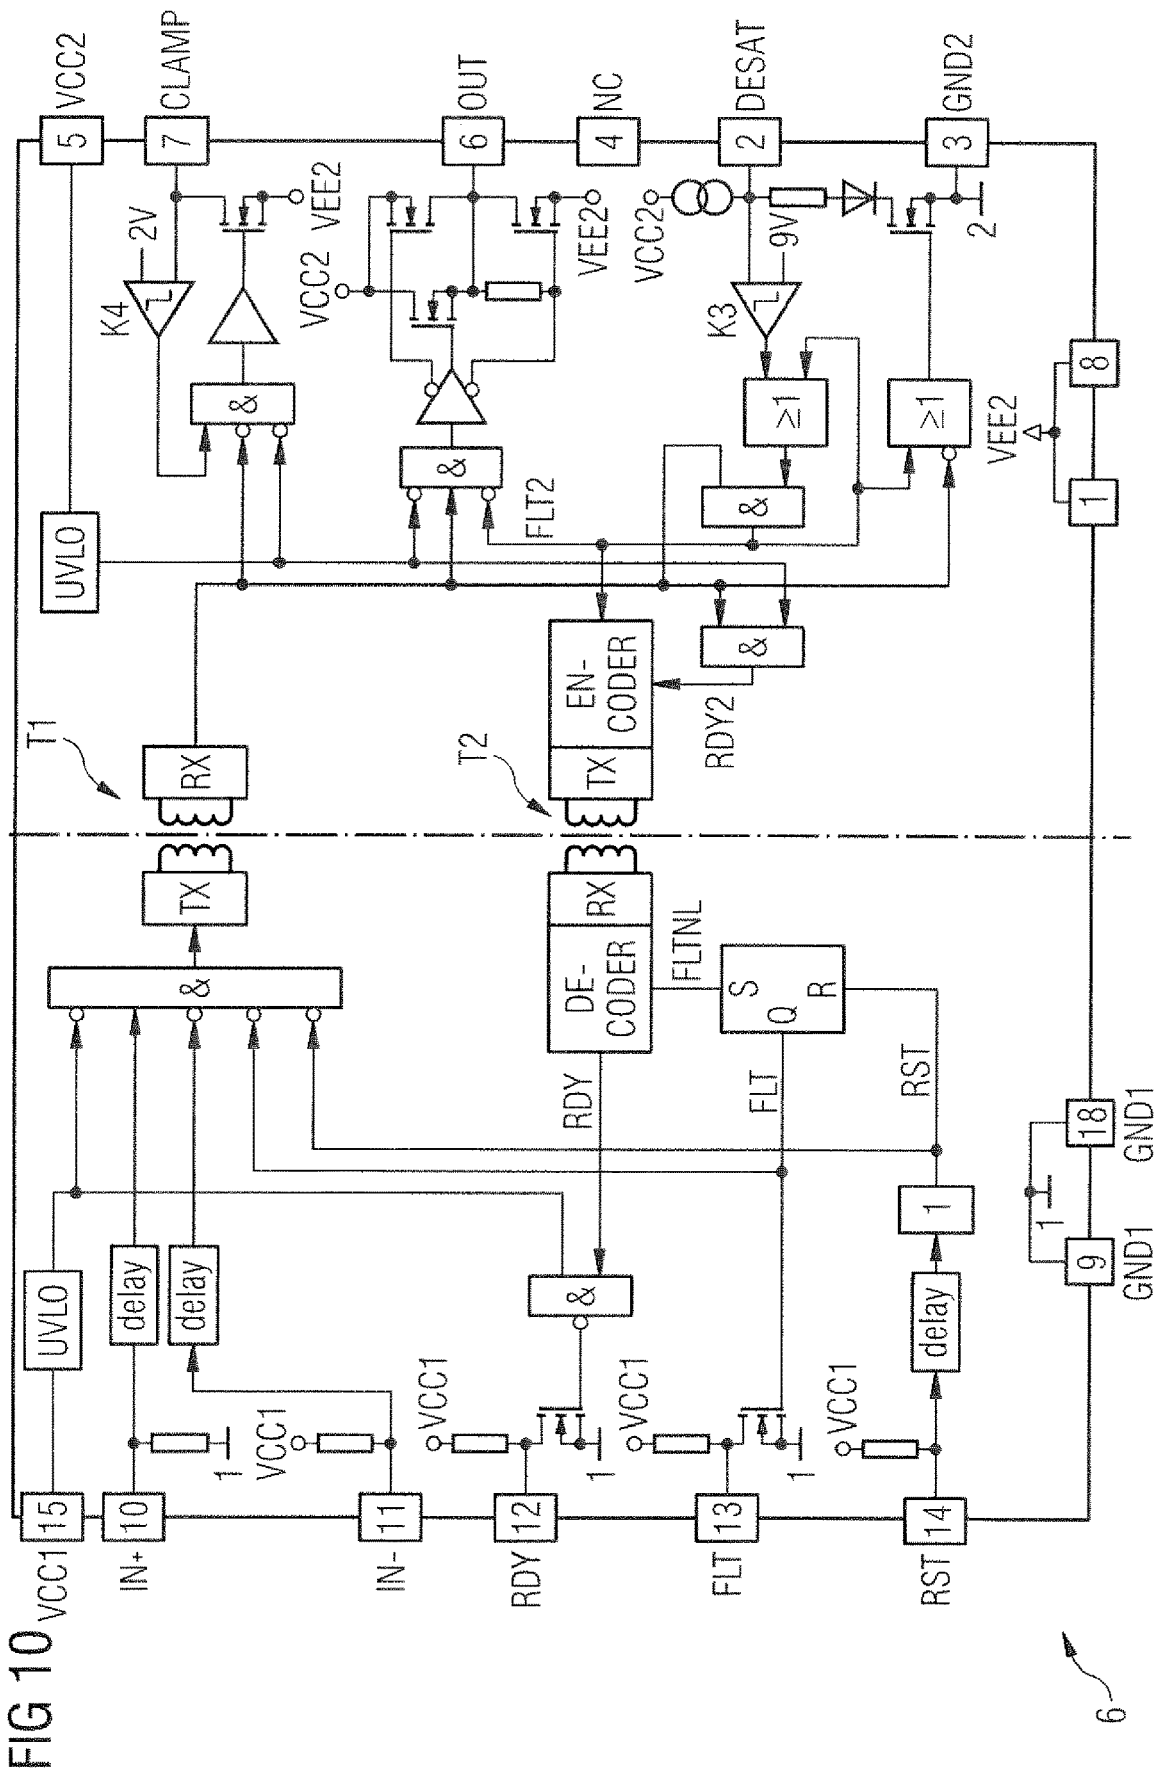 FIG 10
VCC1
15
UVLO
IN+
10
1
delay
IN-
11
VCC1
delay
&
TX
T1
RX
RDY
12
VCC1
1
&
RDY
DE-
CODER
RX
T2
TX
EN-
CODER
FLT
13
VCC1
1
FLT
FLTNL
S
Q
R
RST
14
VCC1
delay
1
RST
9
GND1
1
18
GND1
UVLO
5
VCC2
K4
2V
7
CLAMP
&
VEE2
VCC2
6
OUT
&
FLT2
VEE2
4
NC
RDY2
&
&
≥1
K3
9V
VCC2
2
DESAT
≥1
2
3
GND2
VEE2
1
8
6